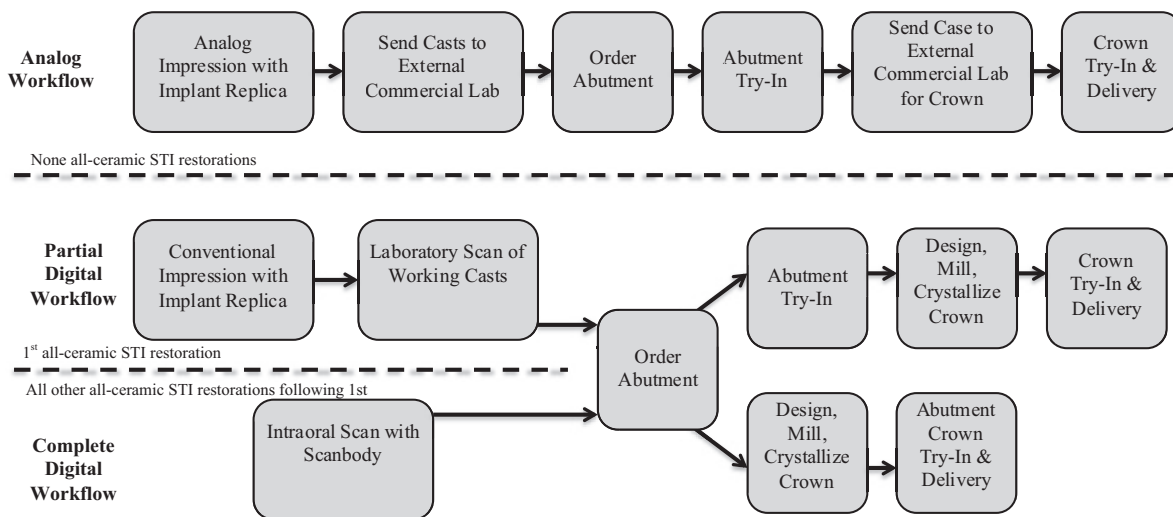 Analog
Workflow
Analog
Impression with
Implant Replica
Send Casts to
External
Commercial Lab
Order
Abutment
Abutment
Try-In
Send Case to
External
Commercial Lab
for Crown
Crown
Try-In &
Delivery
None all-ceramic STI restorations
Partial
Digital
Workflow
Conventional
Impression with
Implant Replica
Laboratory Scan of
Working Casts
Order
Abutment
Abutment
Try-In
Design,
Mill,
Crystallize
Crown
Crown
Try-In &
Delivery
1st all-ceramic STI restoration
All other all-ceramic STI restorations following 1st
Complete
Digital
Workflow
Intraoral Scan with
Scanbody
Design,
Mill,
Crystallize
Crown
Abutment
Crown
Try-In &
Delivery